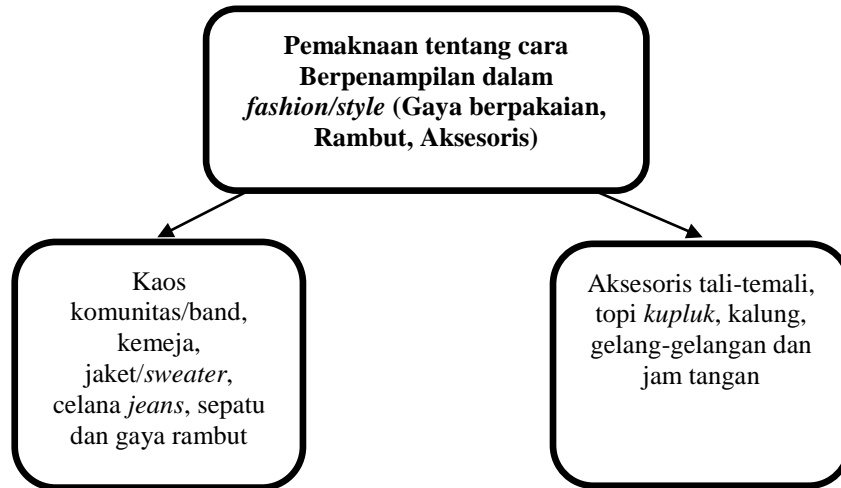 Pemaknaan tentang cara
Berpenampilan dalam
fashion/style (Gaya berpakaian,
Rambut, Aksesoris)
Kaos
komunitas/band,
kemeja,
jaket/sweater,
celana jeans, sepatu
dan gaya rambut
Aksesoris tali-temali,
topi kupluk, kalung,
gelang-gelangan dan
jam tangan